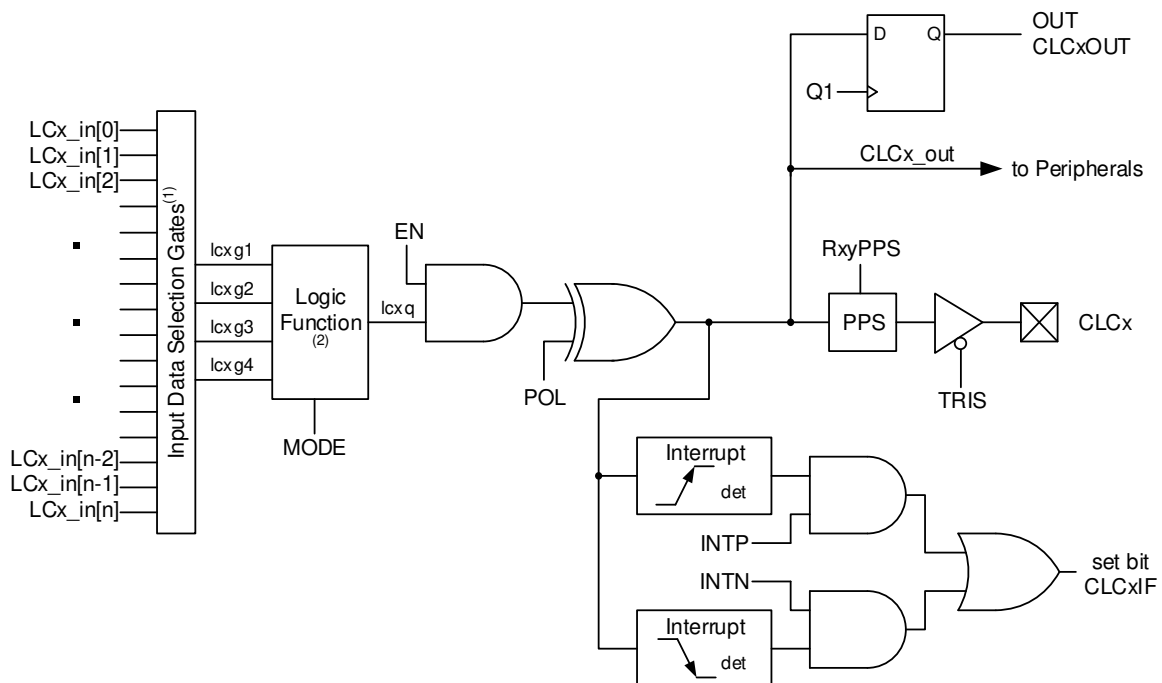 OUT
CLCxOUT
D
Q
Q1
LCx_in[0]
LCx_in[1]
LCx_in[2]
CLCx_out
to Peripherals
Input Data Selection Gates(1)
EN
RxyPPS
lcxg1
lcxg2
lcxg3
lcxg4
Logic
Function
(2)
lcxq
PPS
CLCx
POL
TRIS
MODE
LCx_in[n-2]
LCx_in[n-1]
LCx_in[n]
Interrupt
det
INTP
INTN
set bit
CLCxIF
Interrupt
det